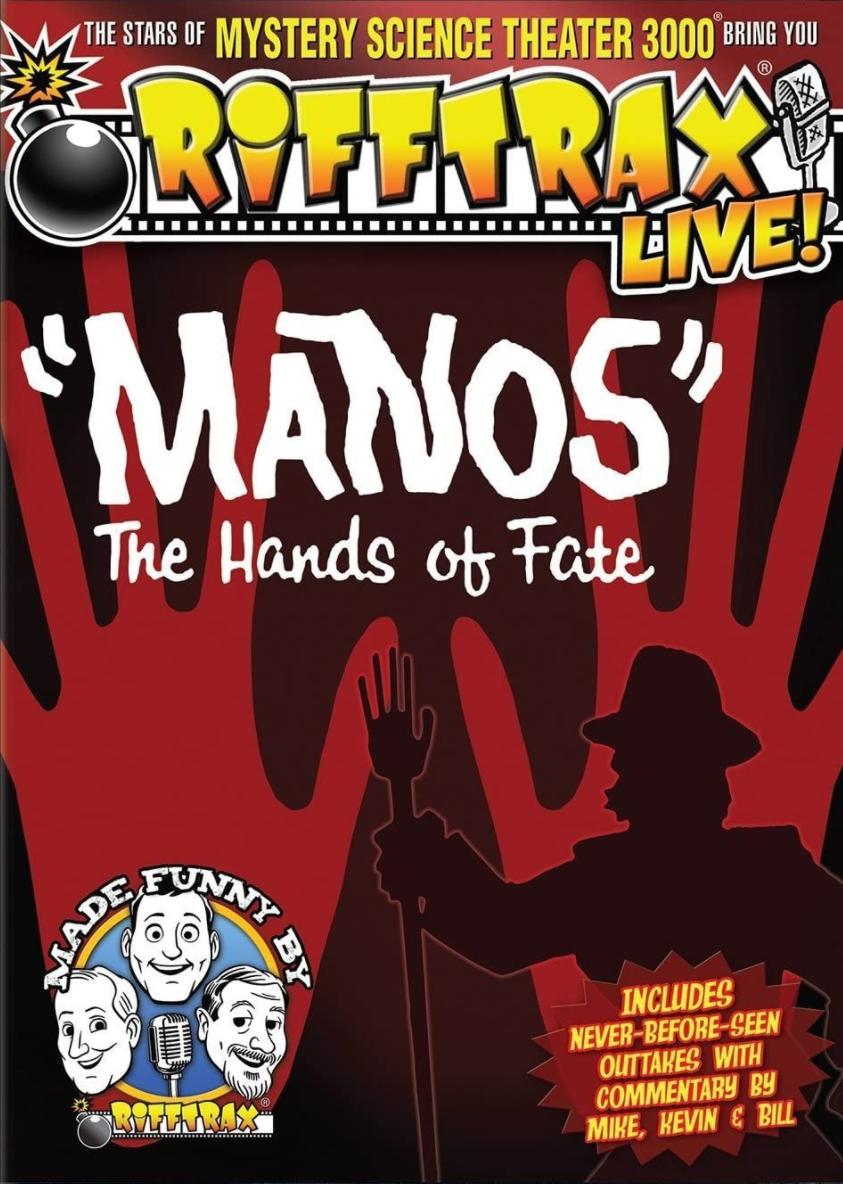 THE STARS OF MYSTERY SCIENCE THEATER 3000® BRING YOU
RIFFTRAX®
LIVE!
"MANOS"
The Hands of Fate
MADE FUNNY BY
RIFFTRAX®
INCLUDES
NEVER-BEFORE-SEEN
OUTTAKES WITH
COMMENTARY BY
MIKE, KEVIN & BILL